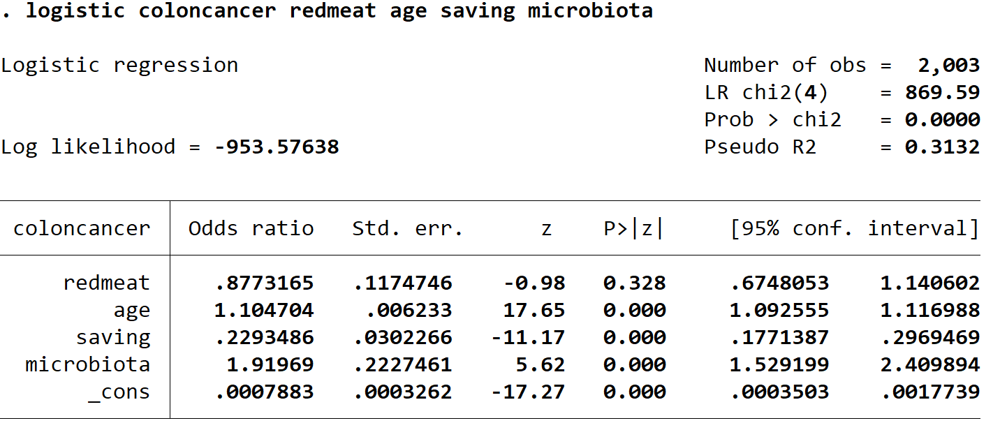 . logistic coloncancer redmeat age saving microbiota
Logistic regression Number of obs = 2,003
LR chi2(4) = 869.59
Prob > chi2 = 0.0000
Log likelihood = -953.57638 Pseudo R2 = 0.3132
coloncancer Odds ratio Std. err. z P>|z| [95% conf. interval]
redmeat .8773165 .1174746 -0.98 0.328 .6748053 1.140602
age 1.104704 .006233 17.65 0.000 1.092555 1.116988
saving .2293486 .0302266 -11.17 0.000 .1771387 .2969469
microbiota 1.91969 .2227461 5.62 0.000 1.529199 2.409894
_cons .0007883 .0003262 -17.27 0.000 .0003503 .0017739